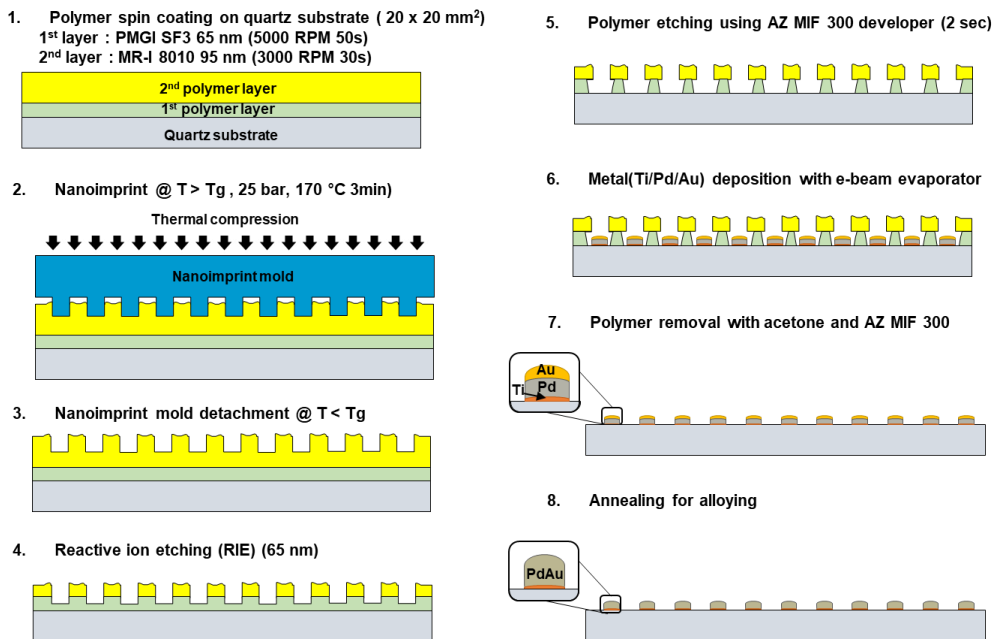 1. Polymer spin coating on quartz substrate ( 20 x 20 mm²)
1st layer : PMGI SF3 65 nm (5000 RPM 50s)
2nd layer : MR-I 8010 95 nm (3000 RPM 30s)
2nd polymer layer
1st polymer layer
Quartz substrate
2. Nanoimprint @ T > Tg , 25 bar, 170 °C 3min)
Thermal compression
Nanoimprint mold
3. Nanoimprint mold detachment @ T < Tg
4. Reactive ion etching (RIE) (65 nm)
5. Polymer etching using AZ MIF 300 developer (2 sec)
6. Metal(Ti/Pd/Au) deposition with e-beam evaporator
7. Polymer removal with acetone and AZ MIF 300
Au
Ti Pd
8. Annealing for alloying
PdAu